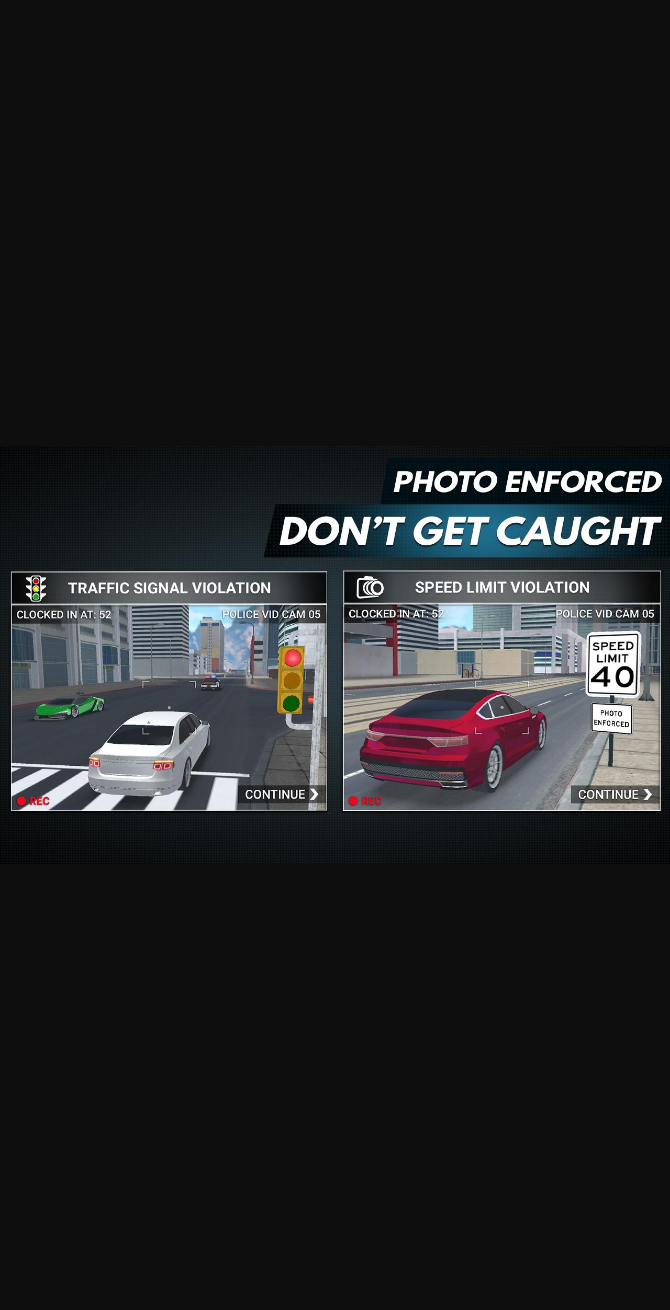 PHOTO ENFORCED
DON'T GET CAUGHT
TRAFFIC SIGNAL VIOLATION
CLOCKED IN AT: 52
POLICE VID CAM 05
REC
CONTINUE
SPEED LIMIT VIOLATION
CLOCKED IN AT: 52
POLICE VID CAM 05
SPEED
LIMIT
40
PHOTO
ENFORCED
REC
CONTINUE